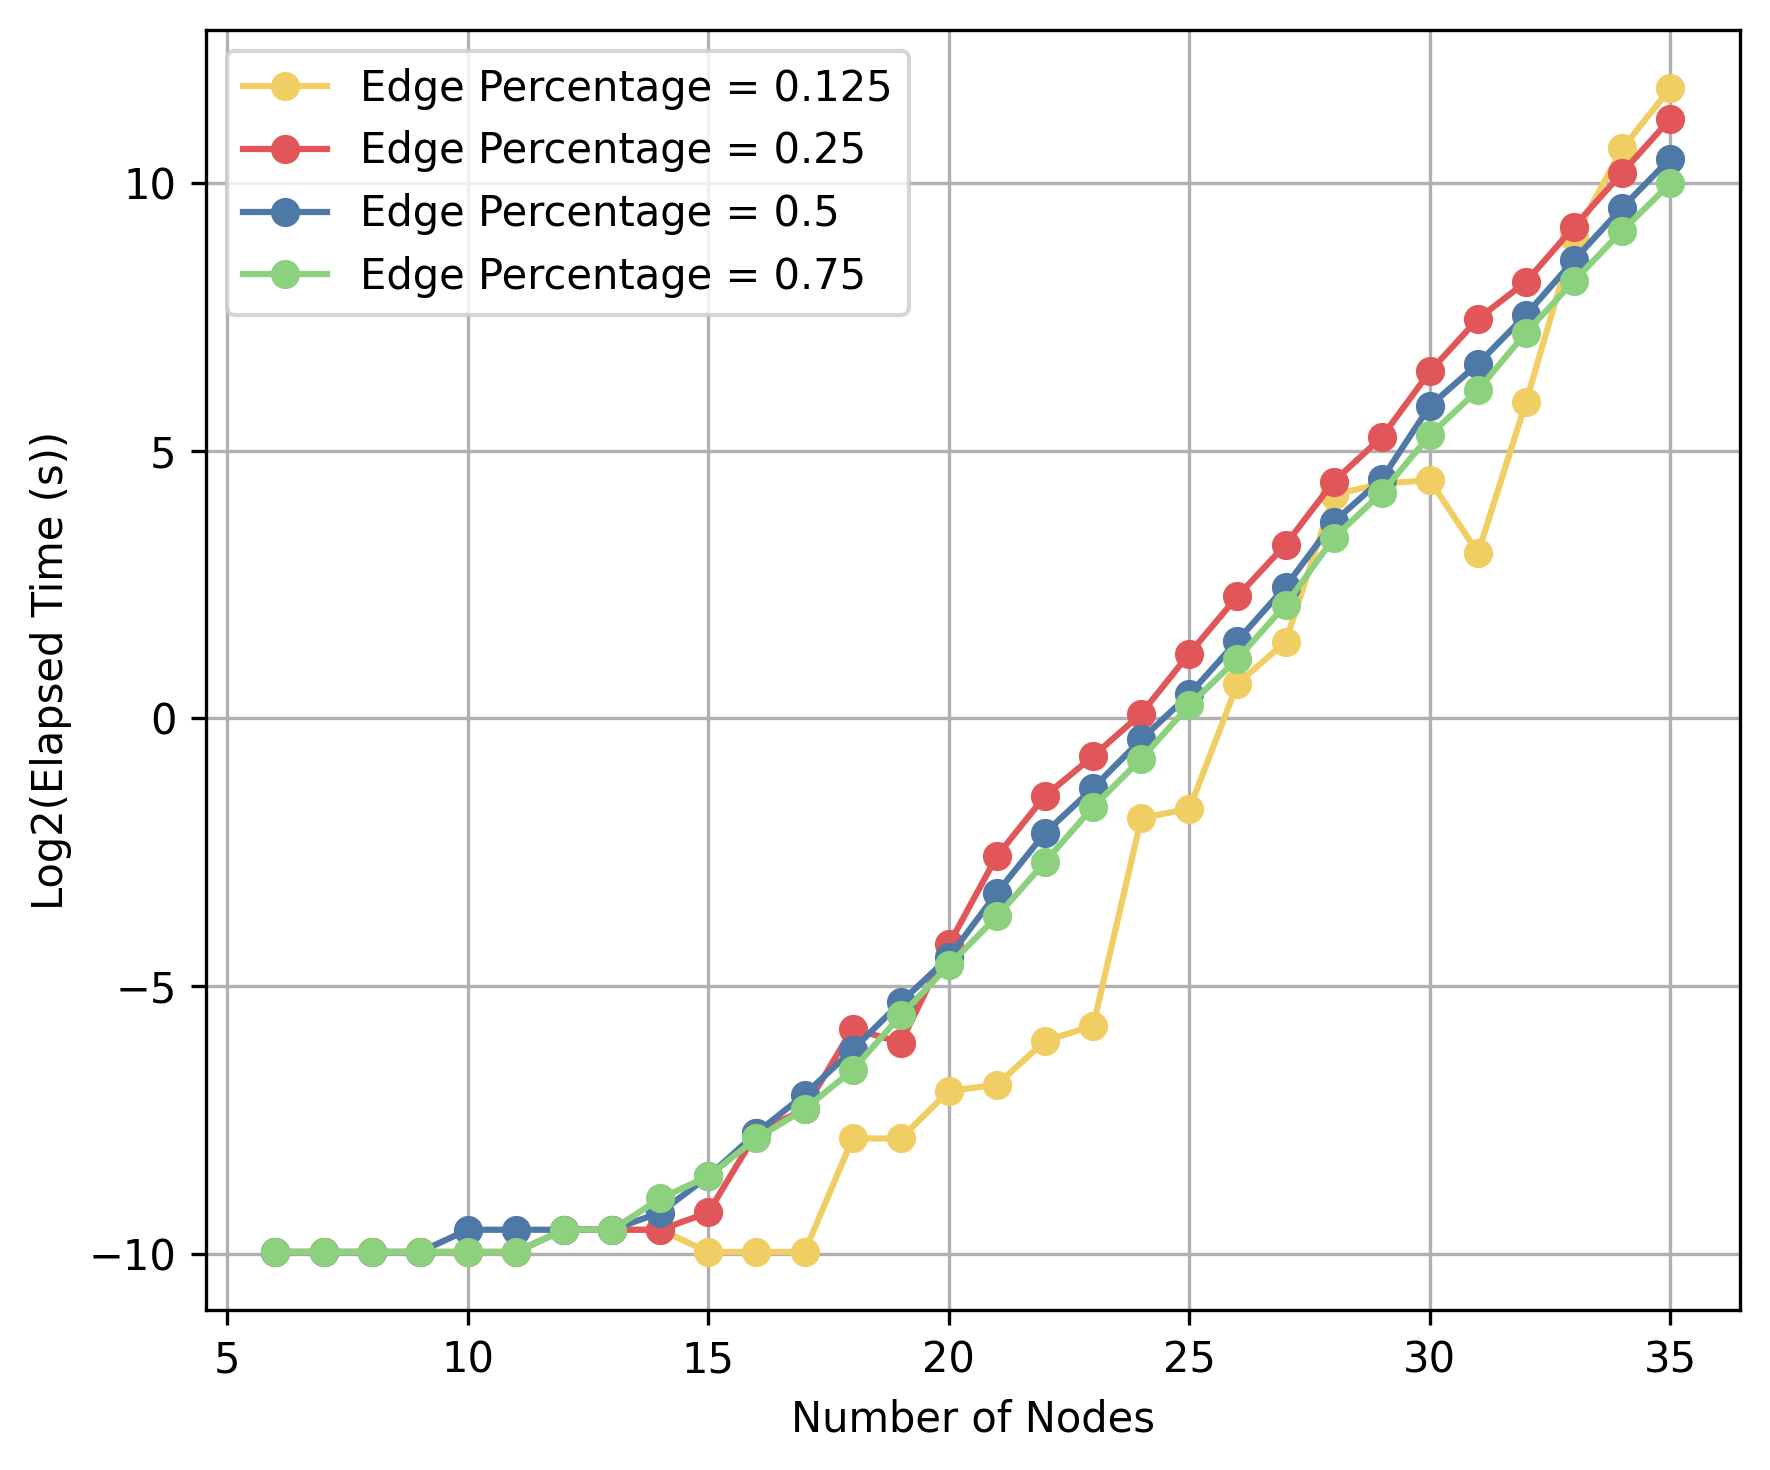 Edge Percentage = 0.125
Edge Percentage = 0.25
Edge Percentage = 0.5
Edge Percentage = 0.75
Log2(Elapsed Time (s))
10
5
0
−5
−10
5 10 15 20 25 30 35
Number of Nodes